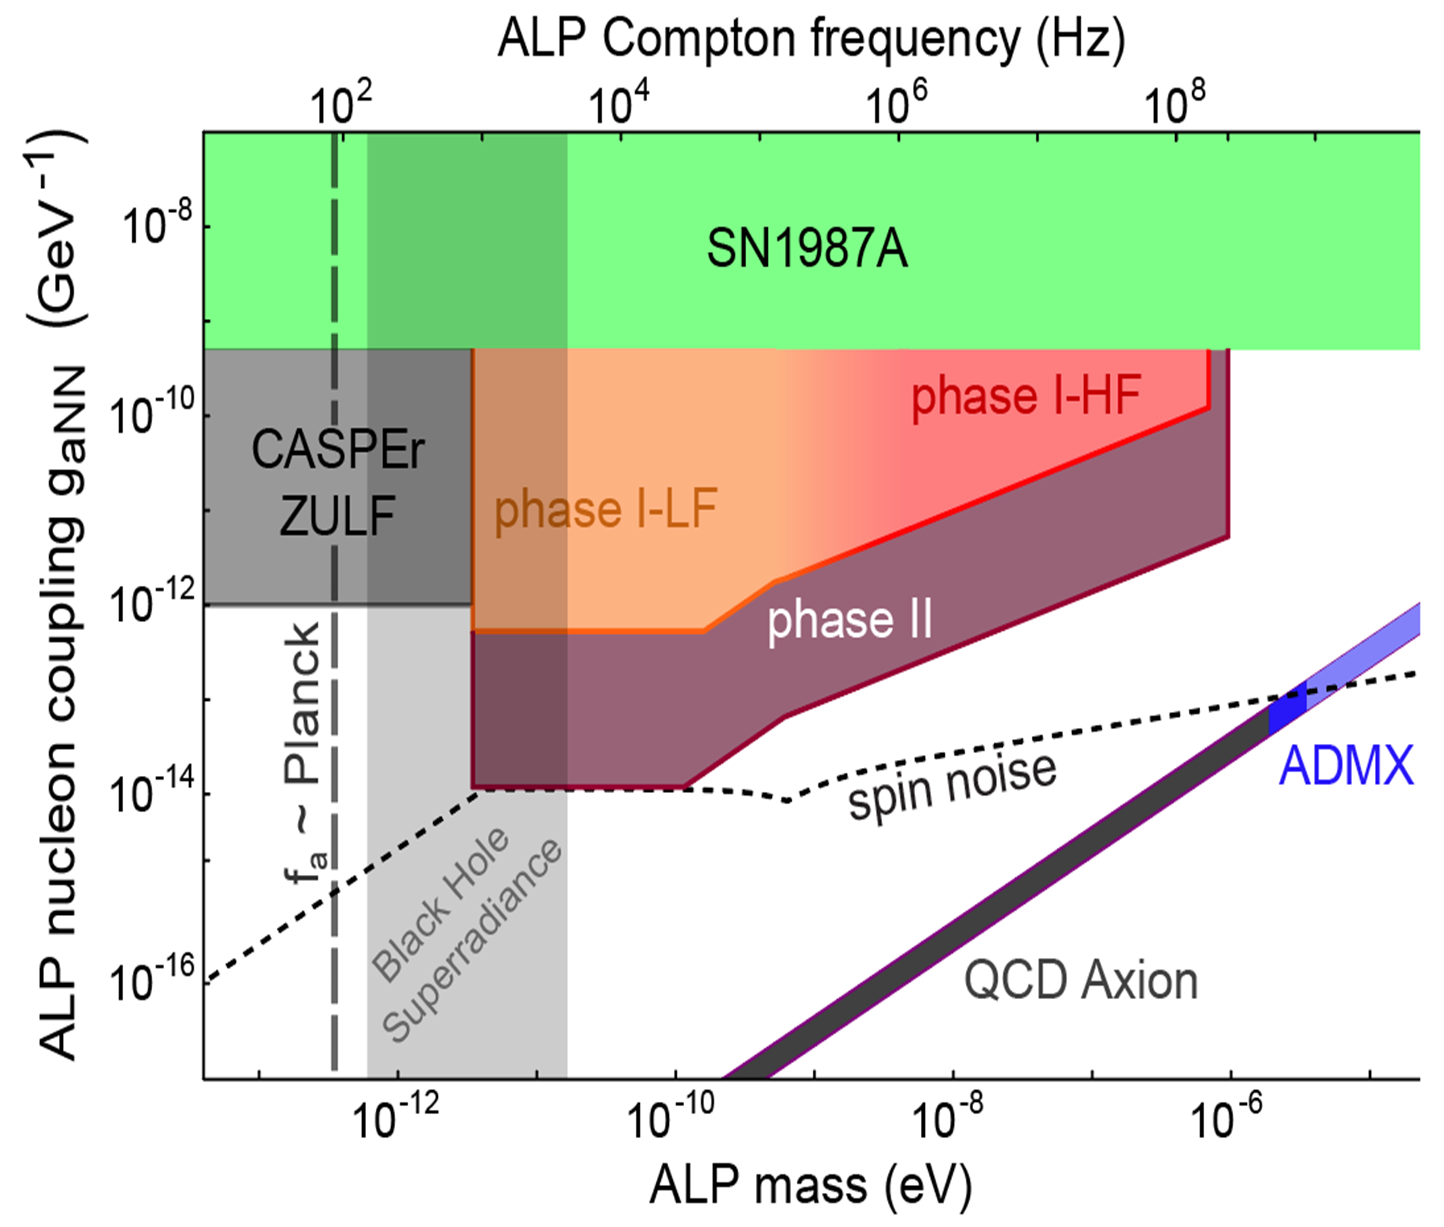 ALP Compton frequency (Hz)
10² 10⁴ 10⁶ 10⁸
ALP nucleon coupling gaNN (GeV⁻¹)
10⁻⁸
10⁻¹⁰
10⁻¹²
10⁻¹⁴
10⁻¹⁶
SN1987A
phase I-HF
CASPEr
ZULF
phase I-LF
phase II
fₐ ~ Planck
spin noise
ADMX
Black Hole
Superradiance
QCD Axion
10⁻¹² 10⁻¹⁰ 10⁻⁸ 10⁻⁶
ALP mass (eV)